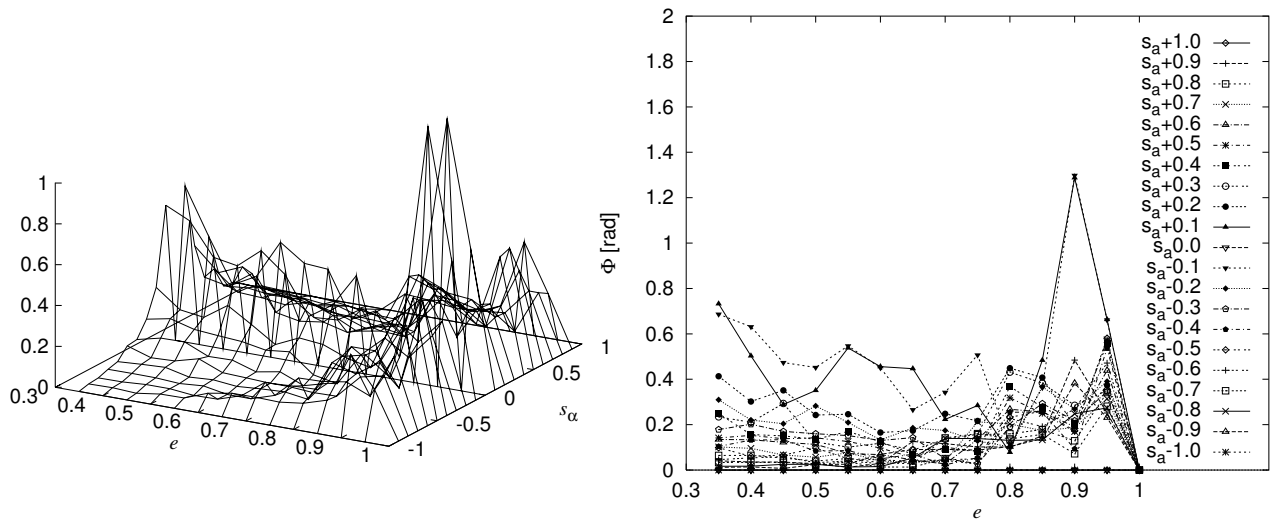 1
0.8
0.6
0.4
0.2
0
0.3
0.4
0.5
0.6
0.7
0.8
0.9
1
e
-1
-0.5
0
0.5
1
sα
2
1.8
1.6
1.4
1.2
1
0.8
0.6
0.4
0.2
0
Φ [rad]
0.3 0.4 0.5 0.6 0.7 0.8 0.9 1
e
sa+1.0
sa+0.9
sa+0.8
sa+0.7
sa+0.6
sa+0.5
sa+0.4
sa+0.3
sa+0.2
sa+0.1
sa0.0
sa-0.1
sa-0.2
sa-0.3
sa-0.4
sa-0.5
sa-0.6
sa-0.7
sa-0.8
sa-0.9
sa-1.0